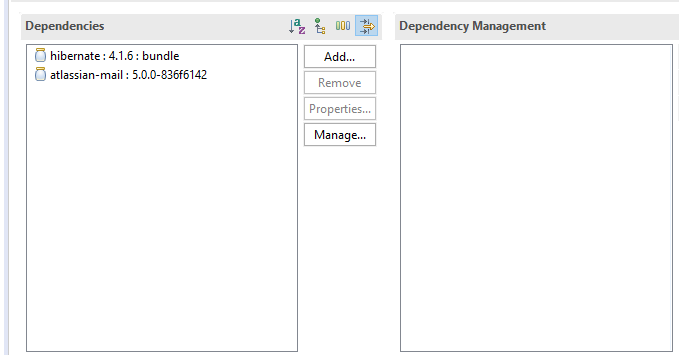 Dependencies
hibernate : 4.1.6 : bundle
atlassian-mail : 5.0.0-836f6142
Add...
Remove
Properties...
Manage...
Dependency Management